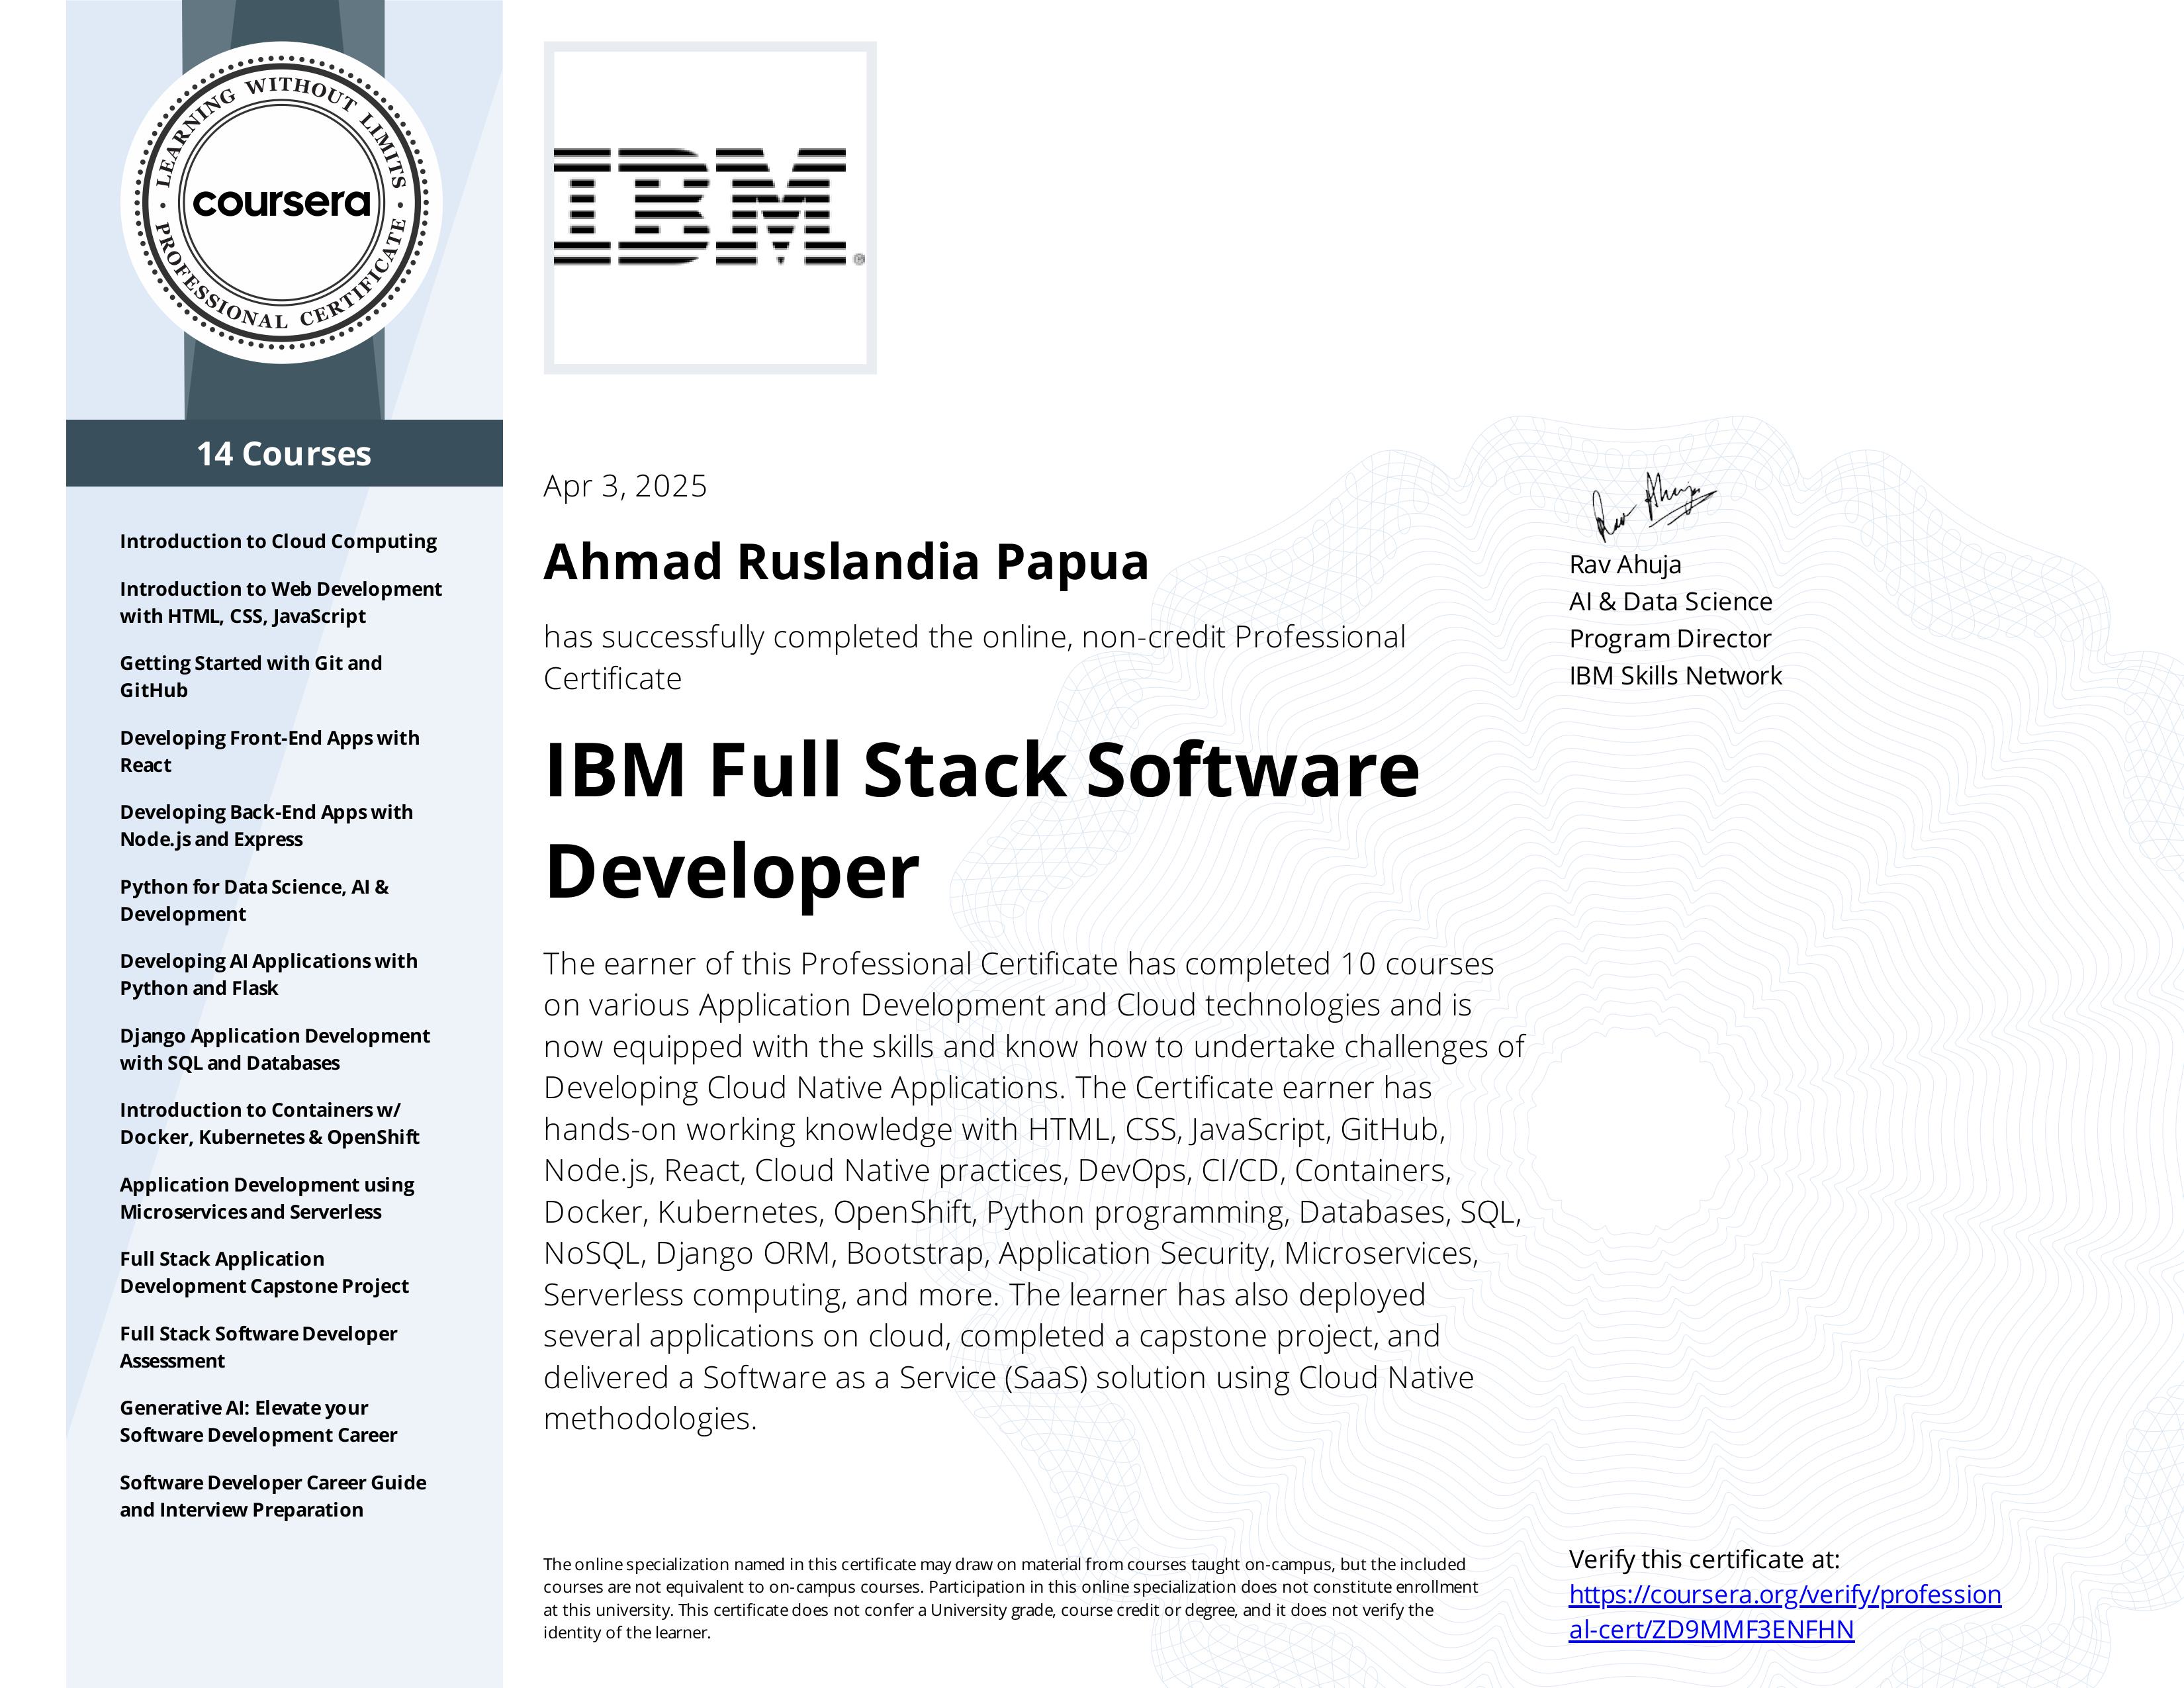 LEARNING WITHOUT LIMITS
coursera
PROFESSIONAL CERTIFICATE
14 Courses
Introduction to Cloud Computing
Introduction to Web Development
with HTML, CSS, JavaScript
Getting Started with Git and
GitHub
Developing Front-End Apps with
React
Developing Back-End Apps with
Node.js and Express
Python for Data Science, AI &
Development
Developing AI Applications with
Python and Flask
Django Application Development
with SQL and Databases
Introduction to Containers w/
Docker, Kubernetes & OpenShift
Application Development using
Microservices and Serverless
Full Stack Application
Development Capstone Project
Full Stack Software Developer
Assessment
Generative AI: Elevate your
Software Development Career
Software Developer Career Guide
and Interview Preparation
IBM®
Apr 3, 2025
Ahmad Ruslandia Papua
has successfully completed the online, non-credit Professional
Certificate
IBM Full Stack Software
Developer
The earner of this Professional Certificate has completed 10 courses
on various Application Development and Cloud technologies and is
now equipped with the skills and know how to undertake challenges of
Developing Cloud Native Applications. The Certificate earner has
hands-on working knowledge with HTML, CSS, JavaScript, GitHub,
Node.js, React, Cloud Native practices, DevOps, CI/CD, Containers,
Docker, Kubernetes, OpenShift, Python programming, Databases, SQL,
NoSQL, Django ORM, Bootstrap, Application Security, Microservices,
Serverless computing, and more. The learner has also deployed
several applications on cloud, completed a capstone project, and
delivered a Software as a Service (SaaS) solution using Cloud Native
methodologies.
The online specialization named in this certificate may draw on material from courses taught on-campus, but the included
courses are not equivalent to on-campus courses. Participation in this online specialization does not constitute enrollment
at this university. This certificate does not confer a University grade, course credit or degree, and it does not verify the
identity of the learner.
Rav Ahuja
Rav Ahuja
AI & Data Science
Program Director
IBM Skills Network
Verify this certificate at:
https://coursera.org/verify/profession
al-cert/ZD9MMF3ENFHN